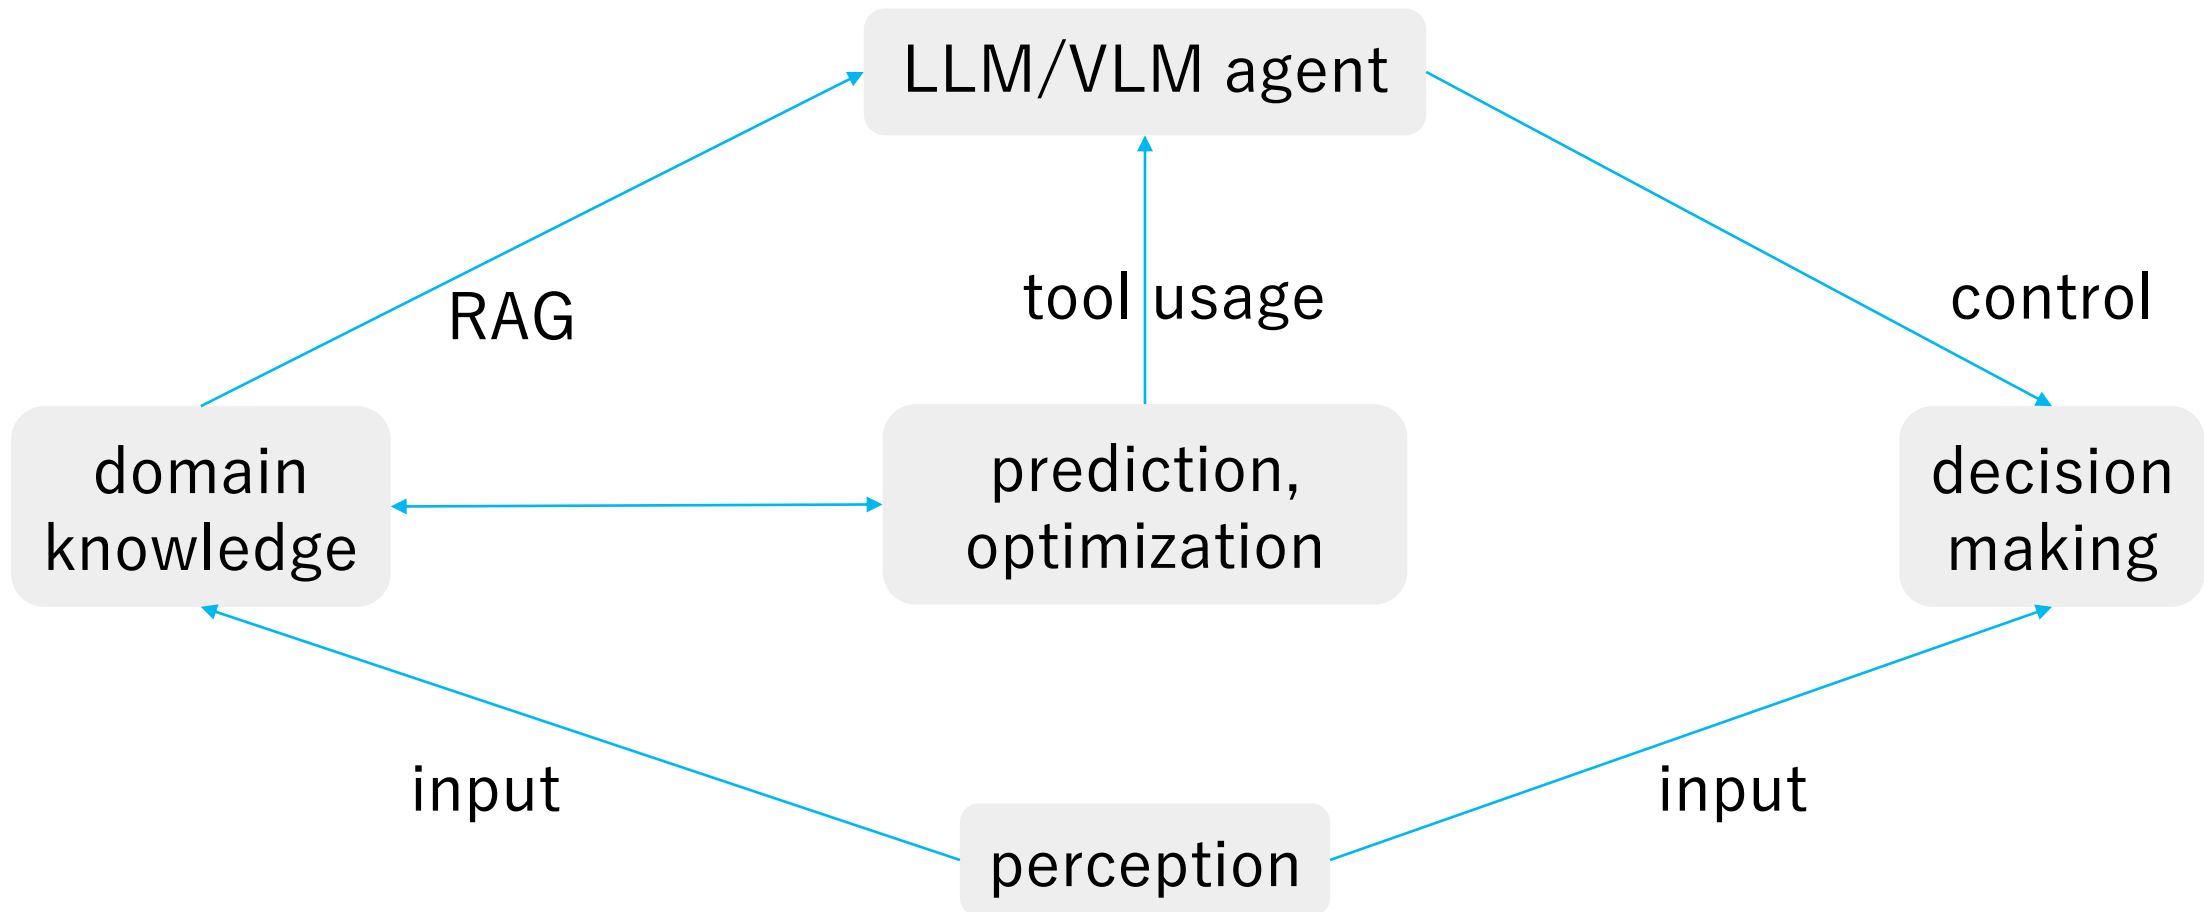 LLM/VLM agent
RAG
tool usage
control
domain
knowledge
prediction,
optimization
decision
making
input
input
perception